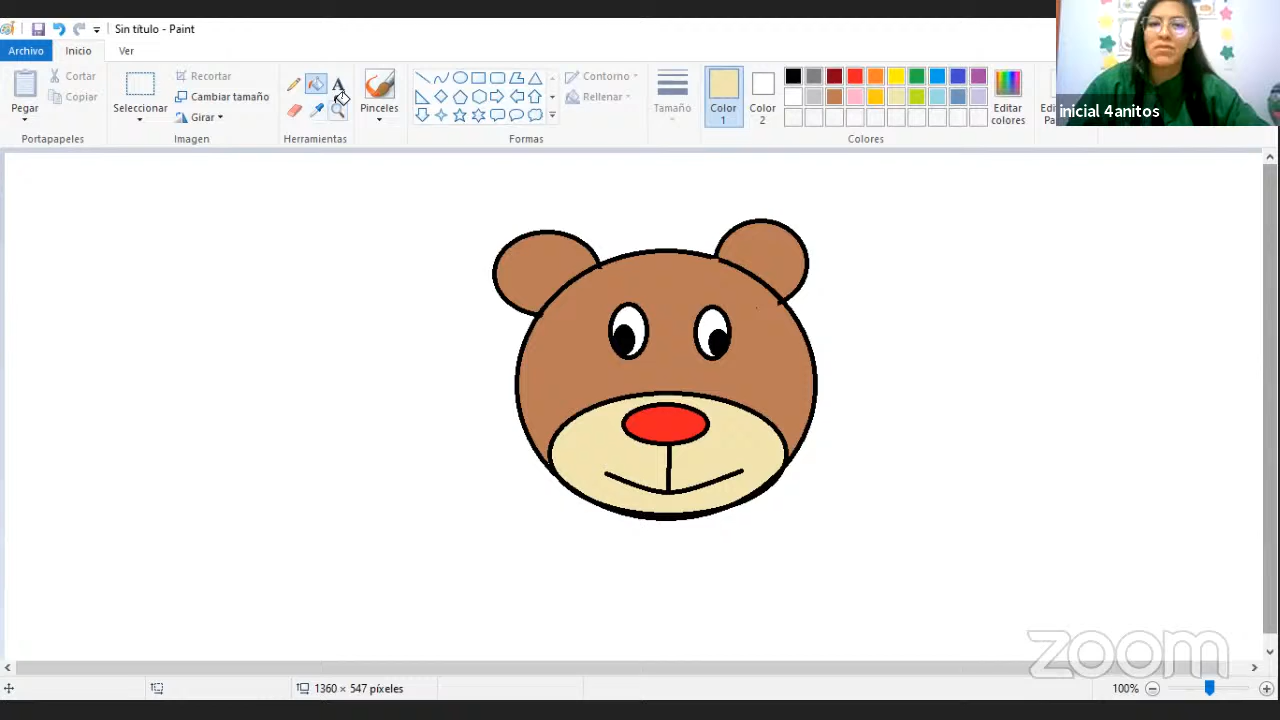 Sin título - Paint
Archivo Inicio Ver
Pegar
Cortar
Copiar
Portapapeles
Seleccionar
Recortar
Cambiar tamaño
Girar
Imagen
A
Herramientas
Pinceles
Contorno
Rellenar
Formas
Tamaño
Color 1
Color 2
Editar colores
Colores
inicial 4anitos
zoom
1360 × 547 píxeles
100%